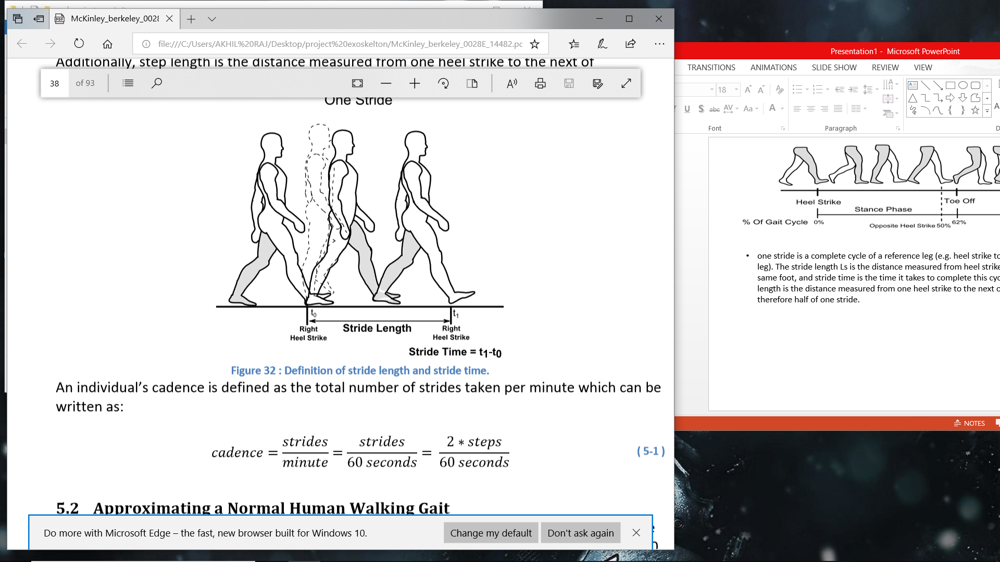 McKinley_berkeley_0028
file:///C:/Users/AKHIL%20RAJ/Desktop/project%20exoskelton/McKinley_berkeley_0028E_14482.pc
Additionally, step length is the distance measured from one heel strike to the next of
38 of 93
One Stride
t0
t1
Stride Length
Right
Heel Strike
Right
Heel Strike
Stride Time = t1-t0
Figure 32 : Definition of stride length and stride time.
An individual’s cadence is defined as the total number of strides taken per minute which can be
written as:
cadence = strides/minute = strides/60 seconds = 2 * steps/60 seconds
( 5-1 )
5.2 Approximating a Normal Human Walking Gait
Do more with Microsoft Edge – the fast, new browser built for Windows 10.
Change my default
Don't ask again
Presentation1 - Microsoft PowerPoint
TRANSITIONS ANIMATIONS SLIDE SHOW REVIEW VIEW
18
U S abc AV Aa A
Font
Paragraph
Heel Strike
Toe Off
Stance Phase
% Of Gait Cycle 0%
Opposite Heel Strike 50% 62%
• one stride is a complete cycle of a reference leg (e.g. heel strike to
leg). The stride length Ls is the distance measured from heel strike
same foot, and stride time is the time it takes to complete this cyc
length is the distance measured from one heel strike to the next o
therefore half of one stride.
NOTES